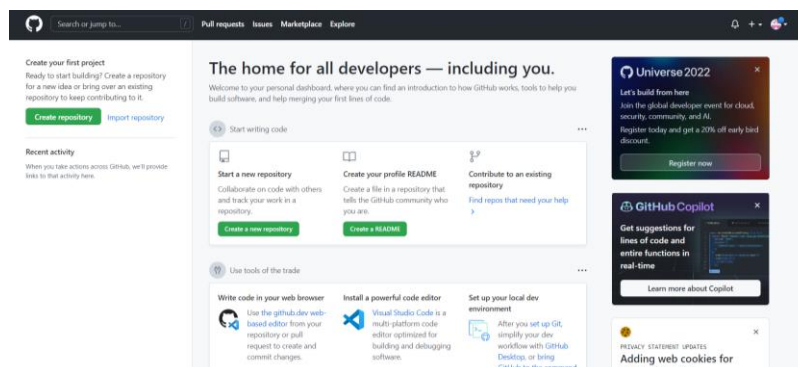 Search or jump to...
/
Pull requests Issues Marketplace Explore
Create your first project
Ready to start building? Create a repository
for a new idea or bring over an existing
repository to keep contributing to it.
Create repository
Import repository
Recent activity
When you take actions across GitHub, we'll provide
links to that activity here.
The home for all developers — including you.
Welcome to your personal dashboard, where you can find an introduction to how GitHub works, tools to help you
build software, and help merging your first lines of code.
Start writing code
Start a new repository
Collaborate on code with others
and track your work in a
repository.
Create a new repository
Create your profile README
Create a file in a repository that
tells the GitHub community who
you are.
Create a README
Contribute to an existing
repository
Find repos that need your help
Use tools of the trade
Write code in your web browser
Use the github.dev web-
based editor from your
repository or pull
request to create and
commit changes.
Install a powerful code editor
Visual Studio Code is a
multi-platform code
editor optimized for
building and debugging
software.
Set up your local dev
environment
After you set up Git,
simplify your dev
workflow with GitHub
Desktop, or bring
GitHub to the command
Universe 2022
Let's build from here
Join the global developer event for cloud,
security, community, and AI.
Register today and get a 20% off early bird
discount.
Register now
GitHub Copilot
Get suggestions for
lines of code and
entire functions in
real-time
Learn more about Copilot
PRIVACY STATEMENT UPDATES
Adding web cookies for